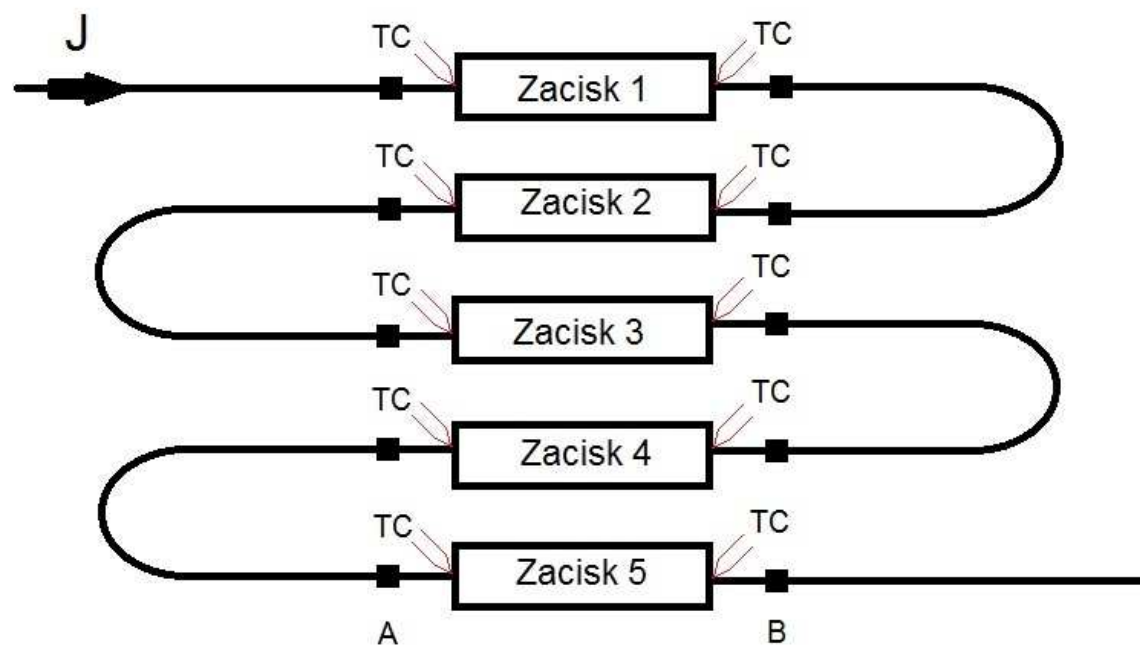 J
TC
TC
Zacisk 1
TC
TC
Zacisk 2
TC
TC
Zacisk 3
TC
TC
Zacisk 4
TC
TC
Zacisk 5
A
B